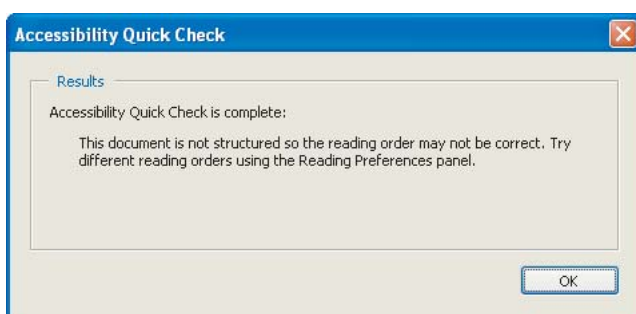 Accessibility Quick Check
Results
Accessibility Quick Check is complete:
This document is not structured so the reading order may not be correct. Try
different reading orders using the Reading Preferences panel.
OK